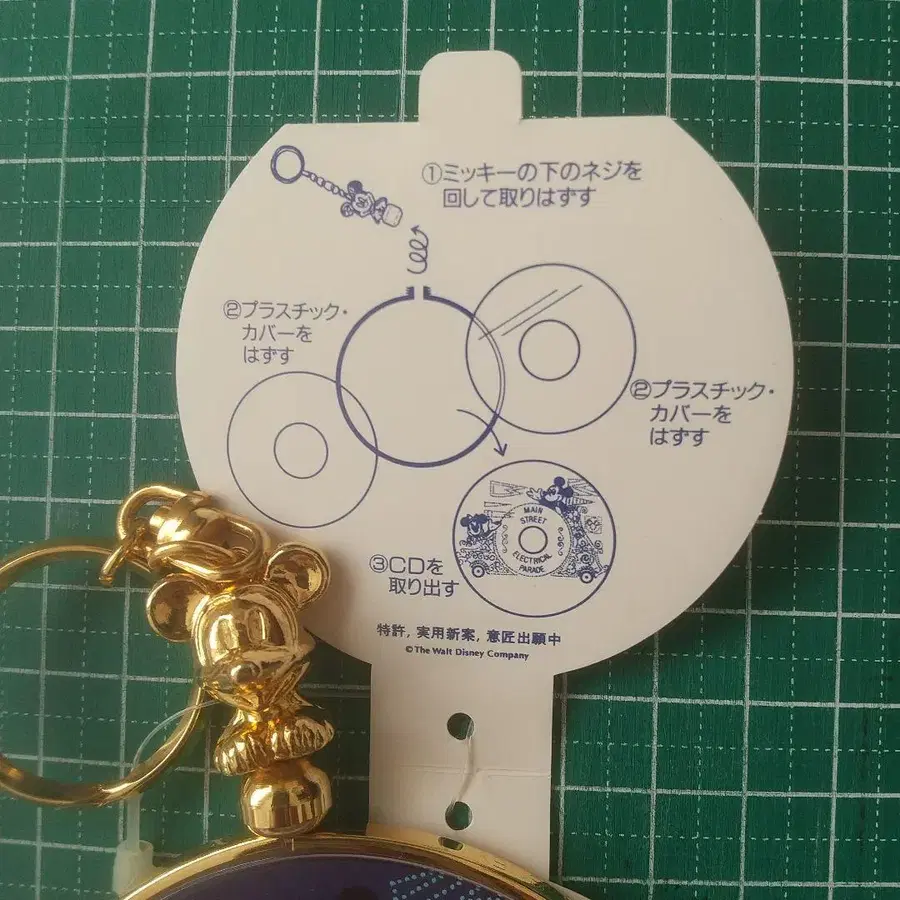 ①ミッキーの下のネジを
回して取りはずす
②プラスチック・
カバーを
はずす
②プラスチック・
カバーを
はずす
MAIN
STREET
ELECTRICAL
PARADE
③CDを
取り出す
特許, 実用新案, 意匠出願中
©The Walt Disney Company